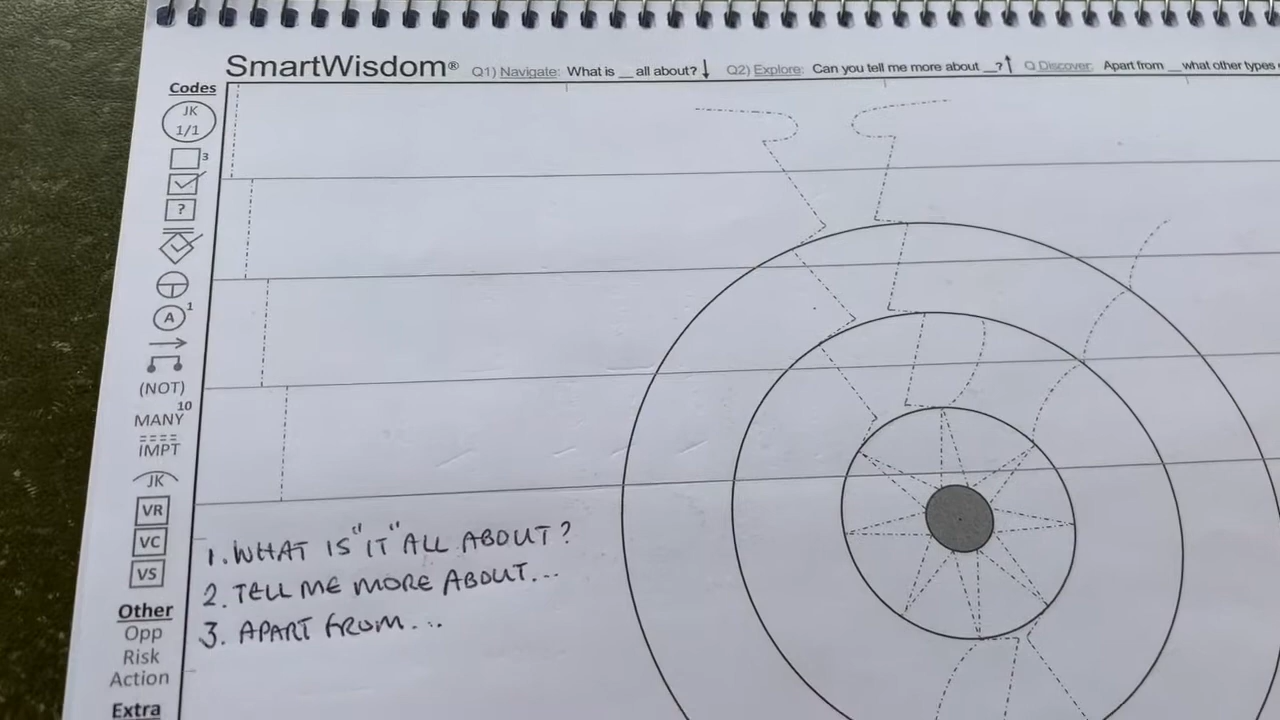 SmartWisdom® Q1) Navigate: What is __ all about?↓ Q2) Explore: Can you tell me more about __?↑ Q Discover: Apart from __ what other types
Codes
JK
1/1
3
?
A 1
(NOT)
MANY 10
IMPT
JK
VR
VC
VS
Other
Opp
Risk
Action
Extra
1. WHAT IS "IT" ALL ABOUT?
2. TELL ME MORE ABOUT...
3. APART FROM...